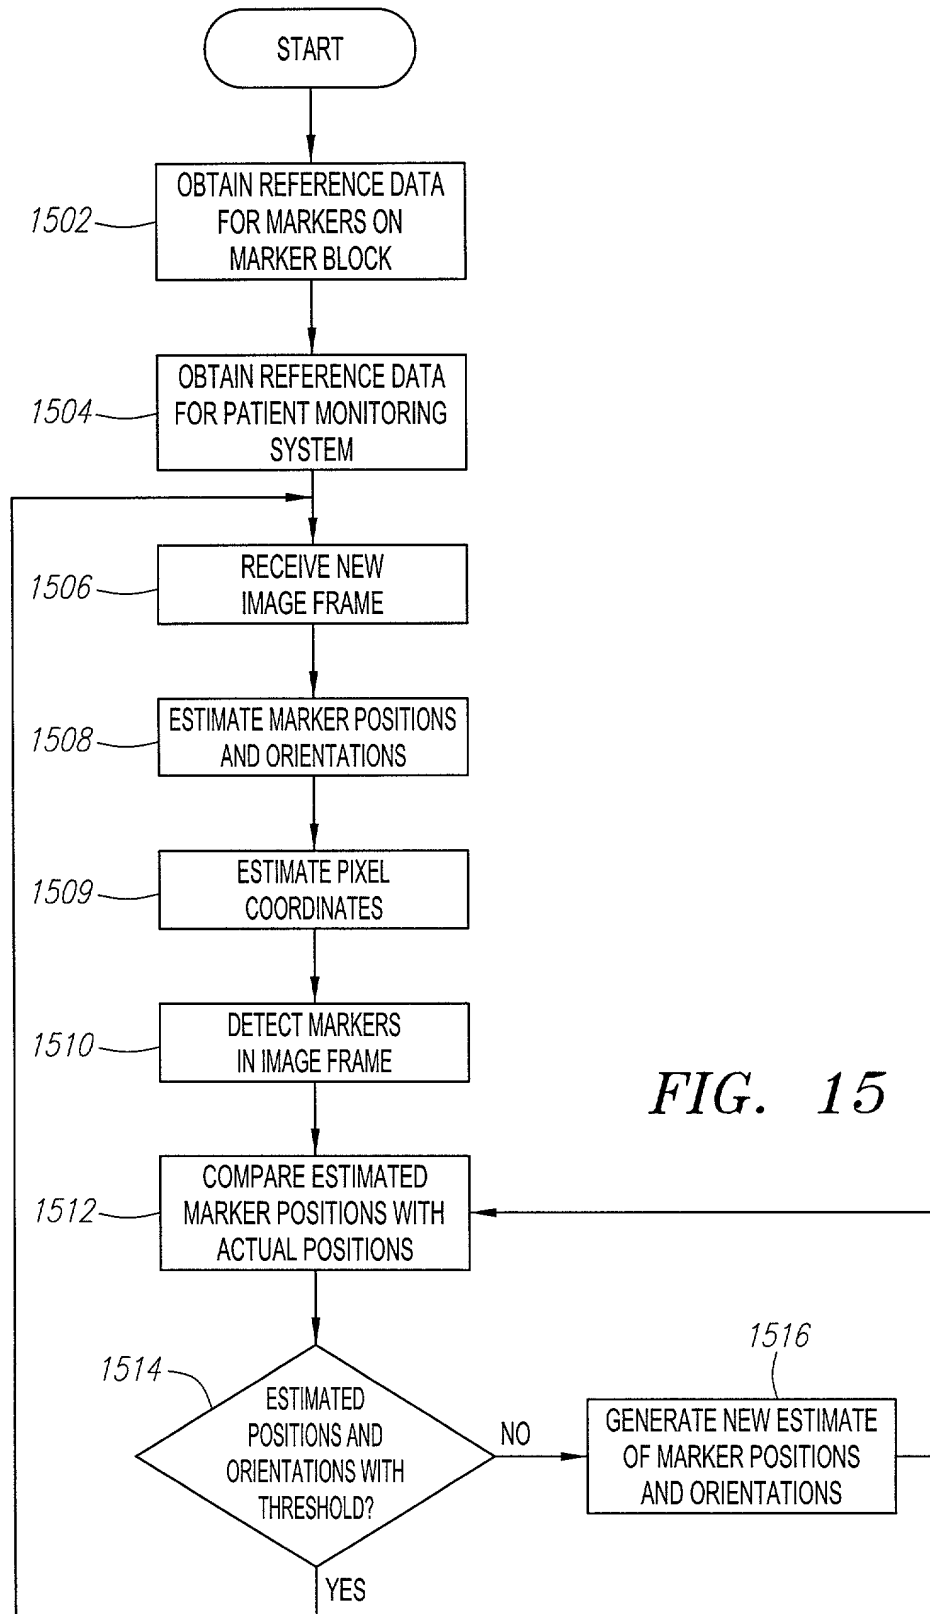 START
1502
OBTAIN REFERENCE DATA
FOR MARKERS ON
MARKER BLOCK
1504
OBTAIN REFERENCE DATA
FOR PATIENT MONITORING
SYSTEM
1506
RECEIVE NEW
IMAGE FRAME
1508
ESTIMATE MARKER POSITIONS
AND ORIENTATIONS
1509
ESTIMATE PIXEL
COORDINATES
1510
DETECT MARKERS
IN IMAGE FRAME
FIG. 15
1512
COMPARE ESTIMATED
MARKER POSITIONS WITH
ACTUAL POSITIONS
1514
ESTIMATED
POSITIONS AND
ORIENTATIONS WITH
THRESHOLD?
NO
1516
GENERATE NEW ESTIMATE
OF MARKER POSITIONS
AND ORIENTATIONS
YES